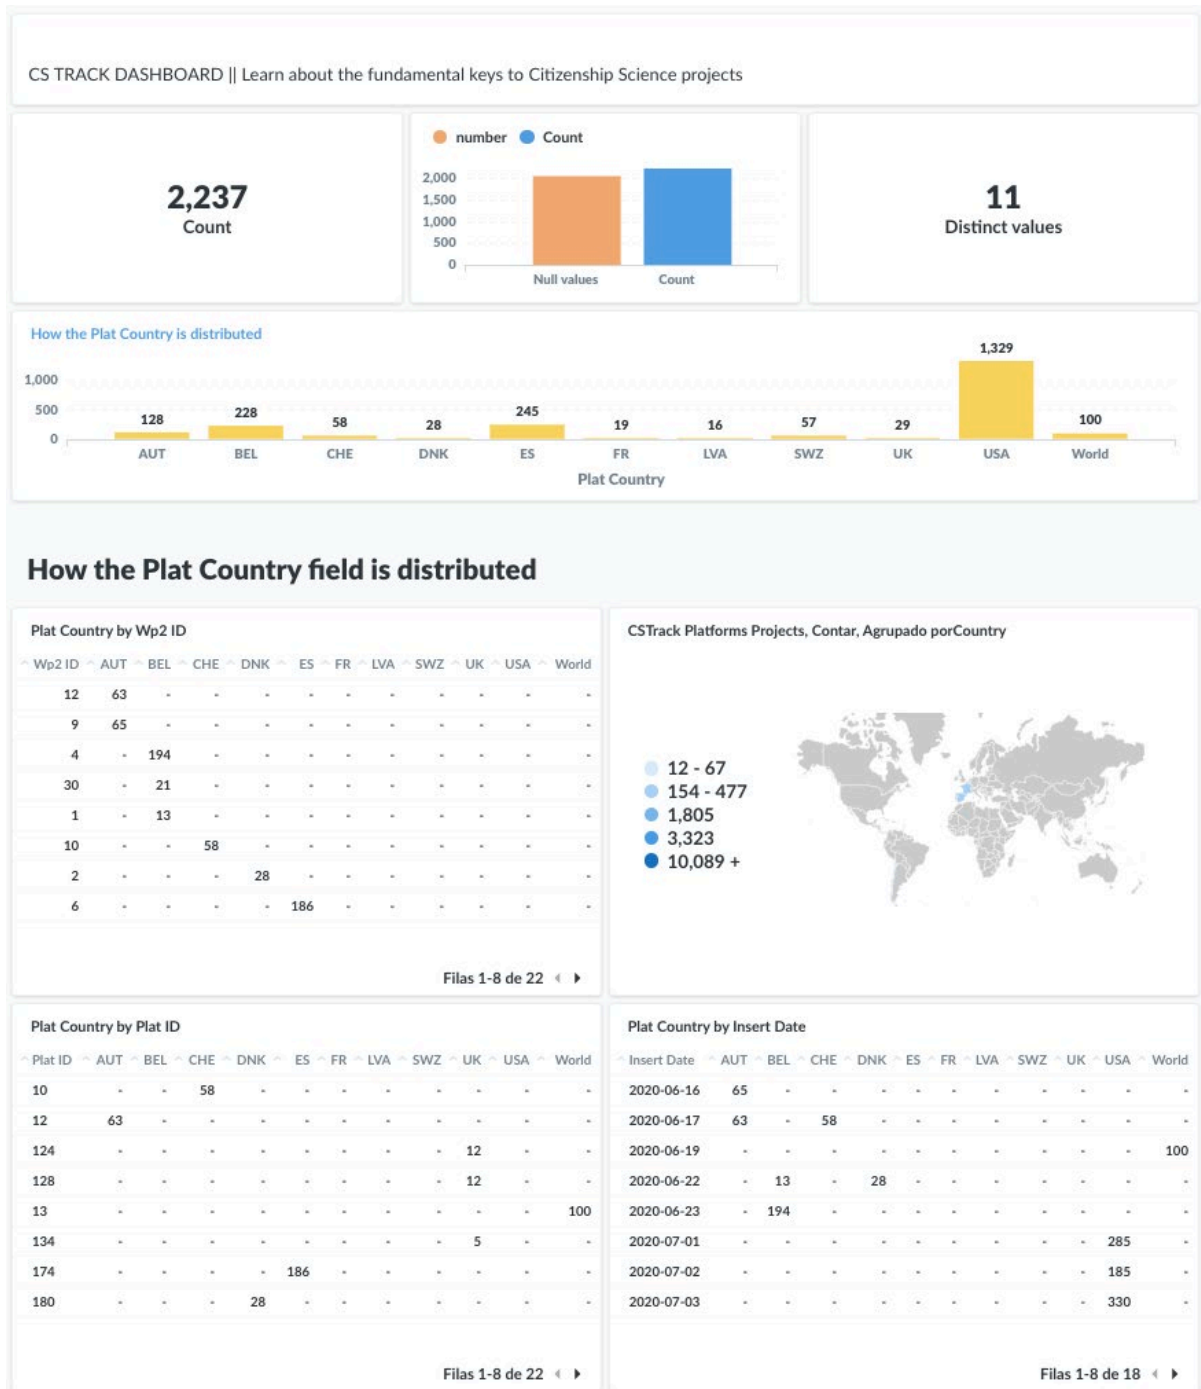 CS TRACK DASHBOARD || Learn about the fundamental keys to Citizenship Science projects
2,237
Count
number Count
2,000
1,500
1,000
500
0
Null values Count
11
Distinct values
How the Plat Country is distributed
1,000
500
0
128 228 58 28 245 19 16 57 29 1,329 100
AUT BEL CHE DNK ES FR LVA SWZ UK USA World
Plat Country
How the Plat Country field is distributed
Plat Country by Wp2 ID
Wp2 ID AUT BEL CHE DNK ES FR LVA SWZ UK USA World
12 63 - - - - - - - - - -
9 65 - - - - - - - - - -
4 - 194 - - - - - - - - -
30 - 21 - - - - - - - - -
1 - 13 - - - - - - - - -
10 - - 58 - - - - - - - -
2 - - - 28 - - - - - - -
6 - - - - 186 - - - - - -
Filas 1-8 de 22
CSTrack Platforms Projects, Contar, Agrupado porCountry
12 - 67
154 - 477
1,805
3,323
10,089 +
Plat Country by Plat ID
Plat ID AUT BEL CHE DNK ES FR LVA SWZ UK USA World
10 - - 58 - - - - - - - -
12 63 - - - - - - - - - -
124 - - - - - - - - 12 - -
128 - - - - - - - - 12 - -
13 - - - - - - - - - - 100
134 - - - - - - - - 5 - -
174 - - - - 186 - - - - - -
180 - - - 28 - - - - - - -
Filas 1-8 de 22
Plat Country by Insert Date
Insert Date AUT BEL CHE DNK ES FR LVA SWZ UK USA World
2020-06-16 65 - - - - - - - - - -
2020-06-17 63 - 58 - - - - - - - -
2020-06-19 - - - - - - - - - - 100
2020-06-22 - 13 - 28 - - - - - - -
2020-06-23 - 194 - - - - - - - - -
2020-07-01 - - - - - - - - - 285 -
2020-07-02 - - - - - - - - - 185 -
2020-07-03 - - - - - - - - - 330 -
Filas 1-8 de 18